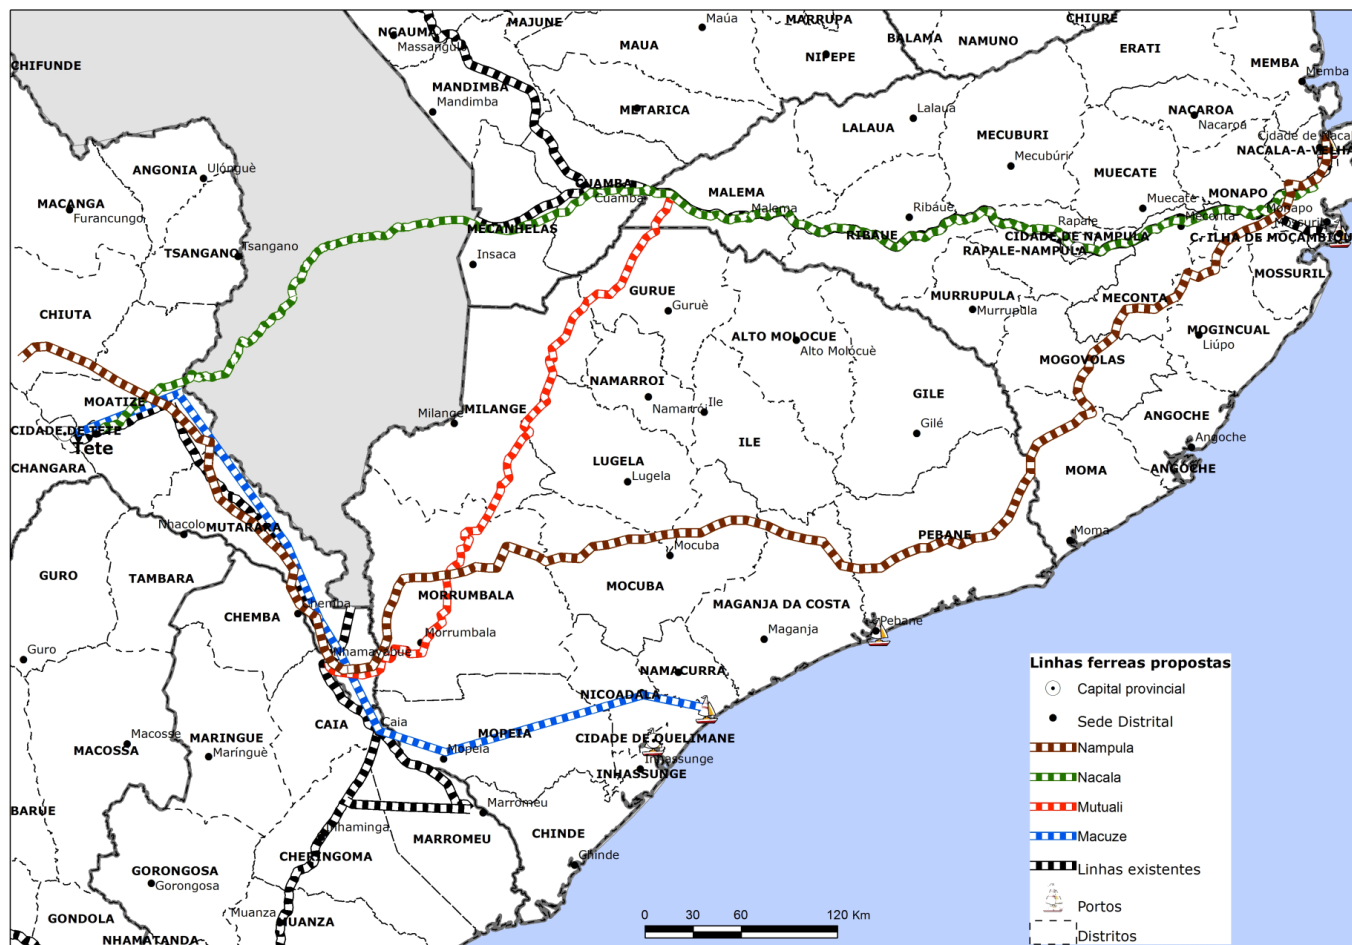 MAJUNE
Maúa
MARRUPA
CHIURE
NGAUMA
Massangulo
MAUA
BALAMA
NAMUNO
ERATI
NIPEPE
CHIFUNDE
MEMBA
Memba
MANDIMBA
Mandimba
METARICA
Lalaua
LALAUA
NACAROA
Nacaroa
MECUBURI
Mecubúri
Cidade de Nacala
NACALA-A-VELHA
ANGONIA
Ulónguè
MUECATE
Muecate
CUAMBA
Cuamba
MALEMA
Malema
MONAPO
Monapo
MACANGA
Furancungo
Ribáue
RIBAUE
Rapale
Meconta
Mossuril
MECANHELAS
CIDADE DE NAMPULA
RAPALE-NAMPULA
ILHA DE MOÇAMBIQUE
TSANGANO
Tsangano
Insaca
MOSSURIL
GURUE
Guruè
MURRUPULA
Murrupula
MECONTA
CHIUTA
ALTO MOLOCUE
Alto Molócuè
MOGINCUAL
Liúpo
MOGOVOLAS
NAMARROI
Namarrói
MOATIZE
MILANGE
Milange
Ile
GILE
Gilé
ANGOCHE
Angoche
CIDADE DE TETE
Tete
ILE
CHANGARA
LUGELA
Lugela
MOMA
ANGOCHE
Nhacolo
MUTARARA
Moma
PEBANE
Mocuba
GURO
TAMBARA
MOCUBA
MORRUMBALA
CHEMBA
Chemba
MAGANJA DA COSTA
Maganja
Pebane
Morrumbala
Guro
Nhamayabue
NAMACURRA
Linhas ferreas propostas
Capital provincial
Sede Distrital
Nampula
Nacala
Mutuali
Macuze
Linhas existentes
Portos
Distritos
NICOADALA
CAIA
Caia
MOPEIA
Mopeia
MARINGUE
Marínguè
Macosse
MACOSSA
CIDADE DE QUELIMANE
Inhassunge
INHASSUNGE
BARUE
Marromeu
Inhaminga
MARROMEU
CHINDE
Chinde
CHERINGOMA
GORONGOSA
Gorongosa
Muanza
MUANZA
GONDOLA
NHAMATANDA
0 30 60 120 Km